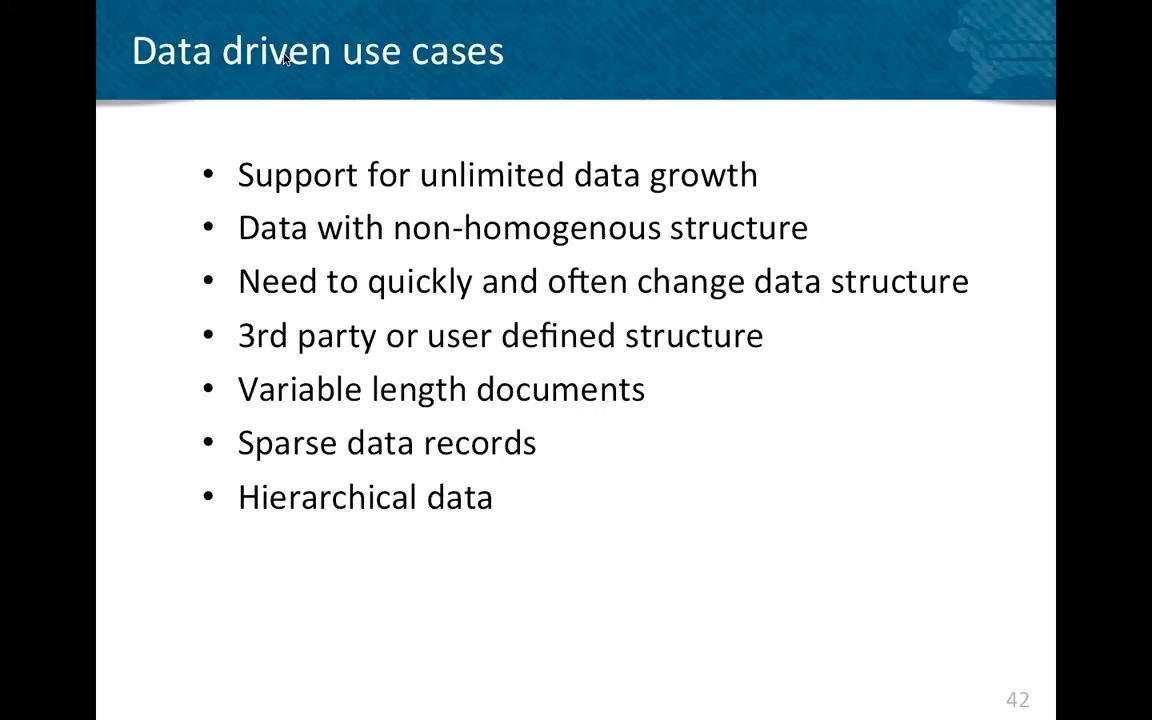 Data driven use cases
• Support for unlimited data growth
• Data with non-homogenous structure
• Need to quickly and often change data structure
• 3rd party or user defined structure
• Variable length documents
• Sparse data records
• Hierarchical data
42